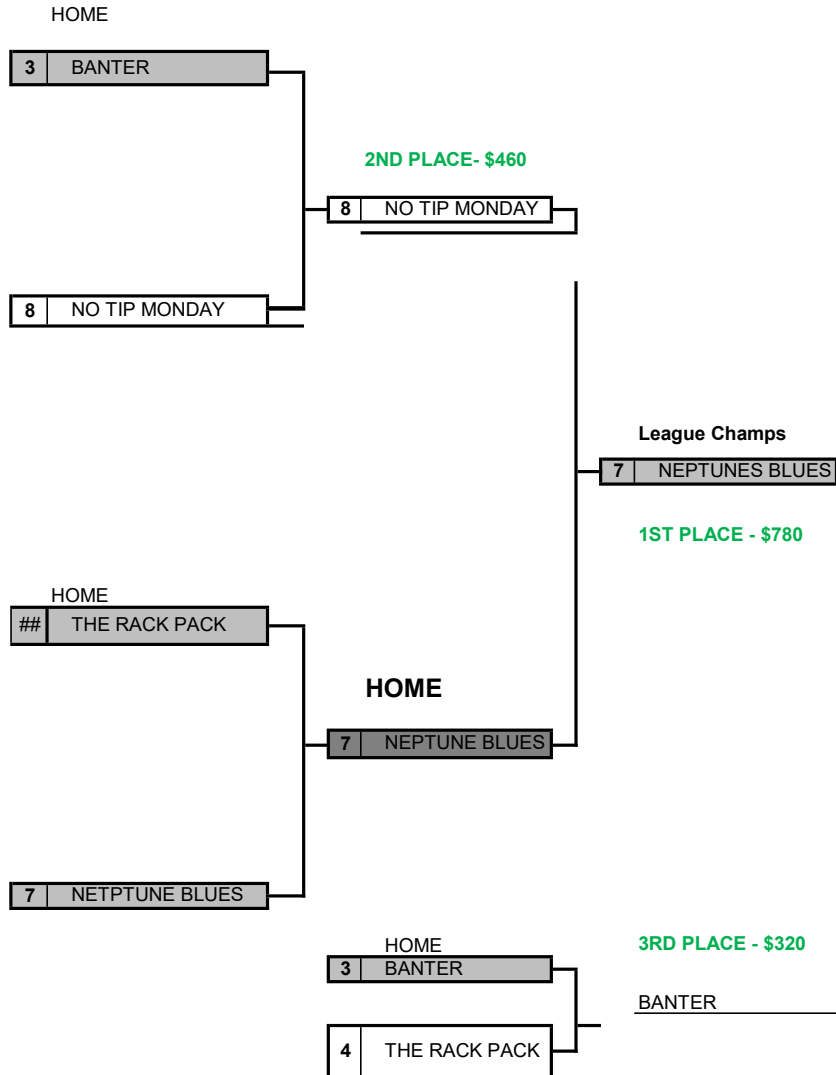 HOME
3 BANTER
2ND PLACE- $460
8 NO TIP MONDAY
8 NO TIP MONDAY
League Champs
7 NEPTUNES BLUES
1ST PLACE - $780
HOME
## THE RACK PACK
HOME
7 NEPTUNE BLUES
7 NETPTUNE BLUES
HOME
3RD PLACE - $320
3 BANTER
BANTER
4 THE RACK PACK